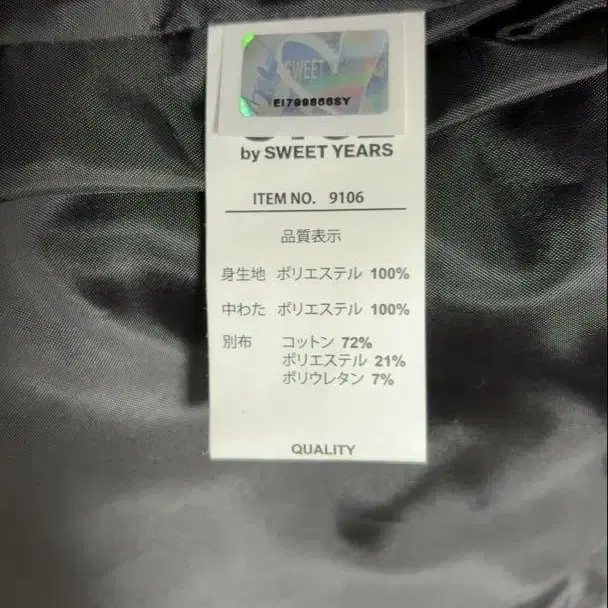 SWEET
EI799866SY
by SWEET YEARS
ITEM NO. 9106
品質表示
身生地 ポリエステル 100%
中わた ポリエステル 100%
別布 コットン 72%
ポリエステル 21%
ポリウレタン 7%
QUALITY